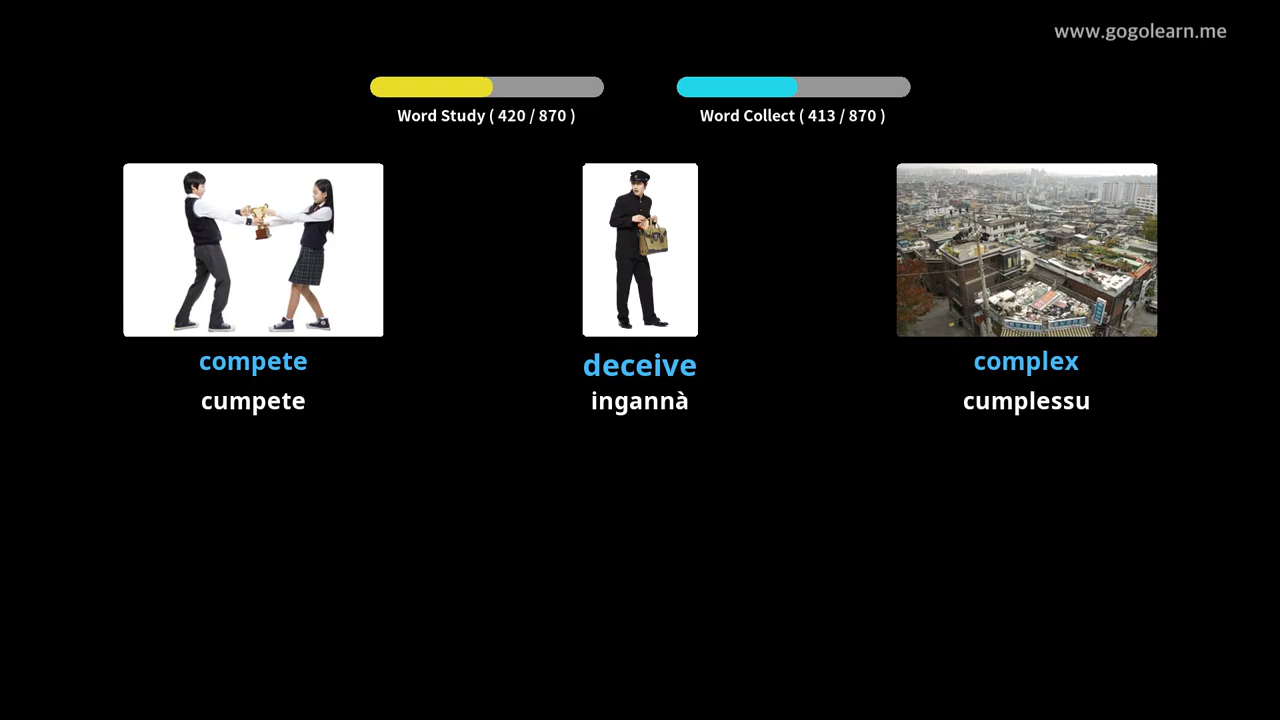 www.gogolearn.me
Word Study ( 420 / 870 )
Word Collect ( 413 / 870 )
compete
cumpete
deceive
ingannà
complex
cumplessu